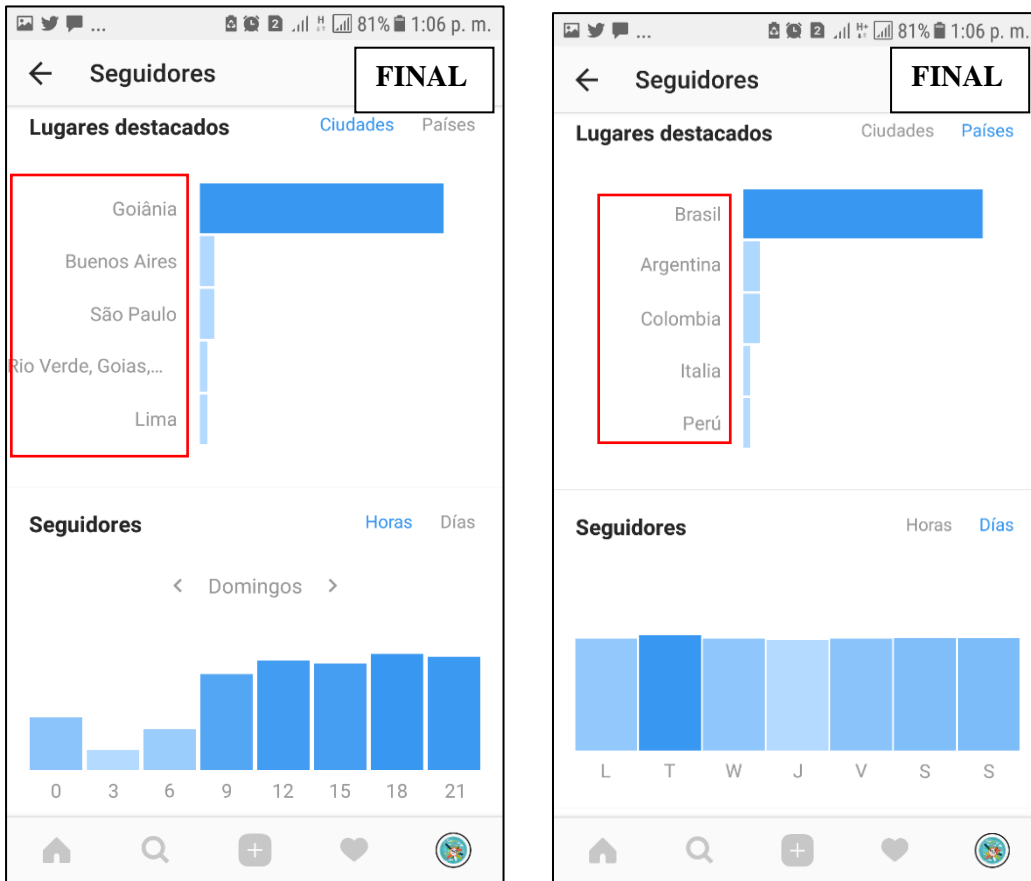 ... 2 H 81% 1:06 p. m.
Seguidores
FINAL
Lugares destacados Ciudades Países
Goiânia
Buenos Aires
São Paulo
Rio Verde, Goias,...
Lima
Seguidores Horas Días
< Domingos >
0 3 6 9 12 15 18 21
... 2 H+ 81% 1:06 p. m.
Seguidores
FINAL
Lugares destacados Ciudades Países
Brasil
Argentina
Colombia
Italia
Perú
Seguidores Horas Días
L T W J V S S